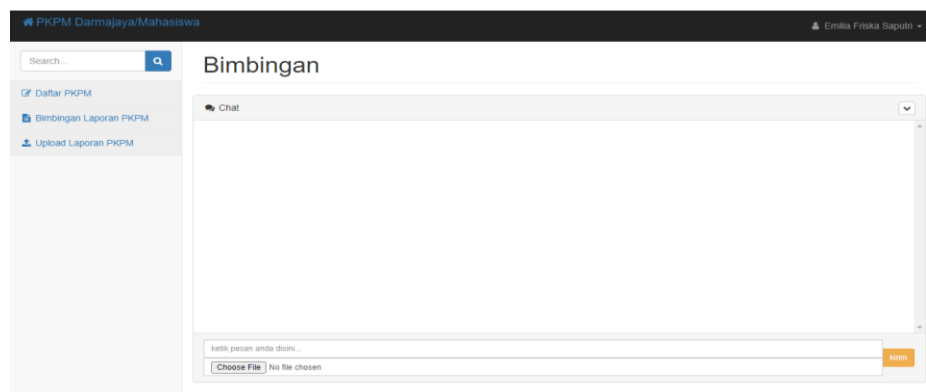 PKPM Darmajaya/Mahasiswa
Emilia Friska Saputri
Search...
Bimbingan
Daftar PKPM
Bimbingan Laporan PKPM
Upload Laporan PKPM
Chat
ketik pesan anda disini...
Choose File No file chosen
kirim